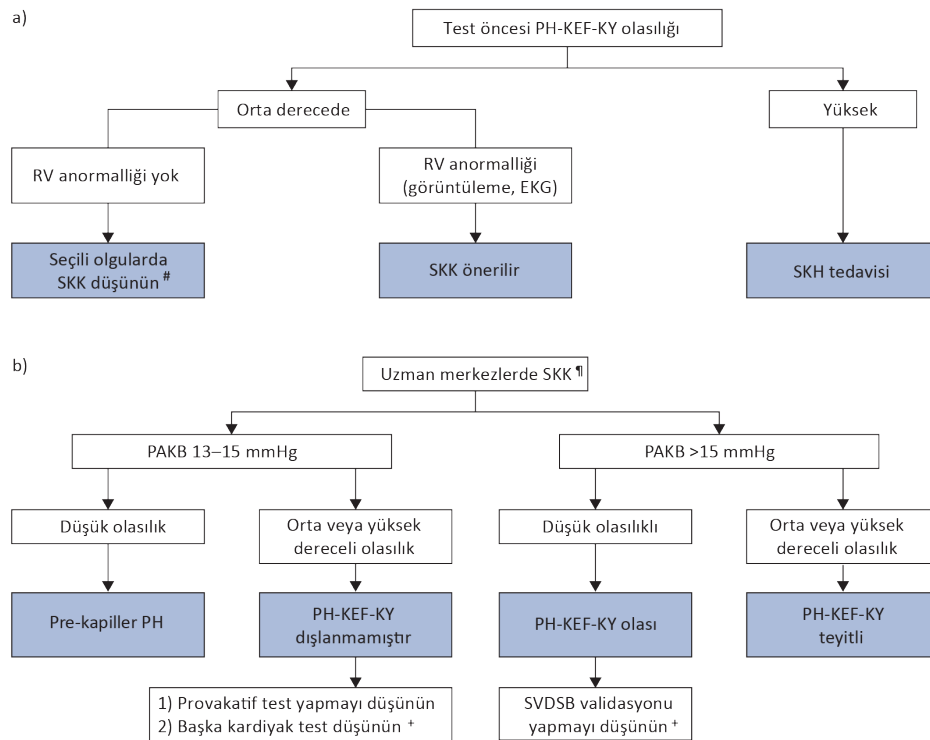 a)
Test öncesi PH-KEF-KY olasılığı
Orta derecede
Yüksek
RV anormalliği yok
RV anormalliği
(görüntüleme, EKG)
Seçili olgularda
SKK düşünün #
SKK önerilir
SKH tedavisi
b)
Uzman merkezlerde SKK ¶
PAKB 13–15 mmHg
PAKB >15 mmHg
Düşük olasılık
Orta veya yüksek
dereceli olasılık
Düşük olasılıklı
Orta veya yüksek
dereceli olasılık
Pre-kapiller PH
PH-KEF-KY
dışlanmamıştır
PH-KEF-KY olası
PH-KEF-KY
teyitli
1) Provakatif test yapmayı düşünün
2) Başka kardiyak test düşünün +
SVDSB validasyonu
yapmayı düşünün +